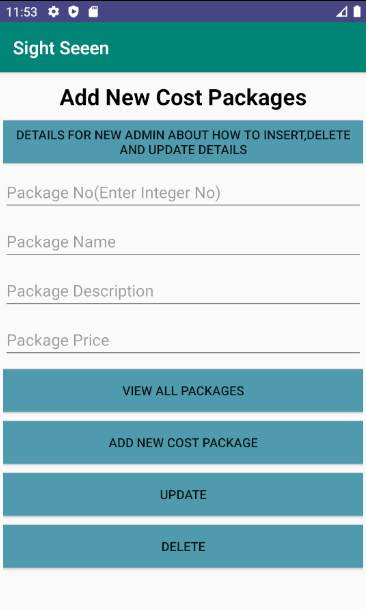 11:53
Sight Seeen
Add New Cost Packages
DETAILS FOR NEW ADMIN ABOUT HOW TO INSERT,DELETE
AND UPDATE DETAILS
Package No(Enter Integer No)
Package Name
Package Description
Package Price
VIEW ALL PACKAGES
ADD NEW COST PACKAGE
UPDATE
DELETE